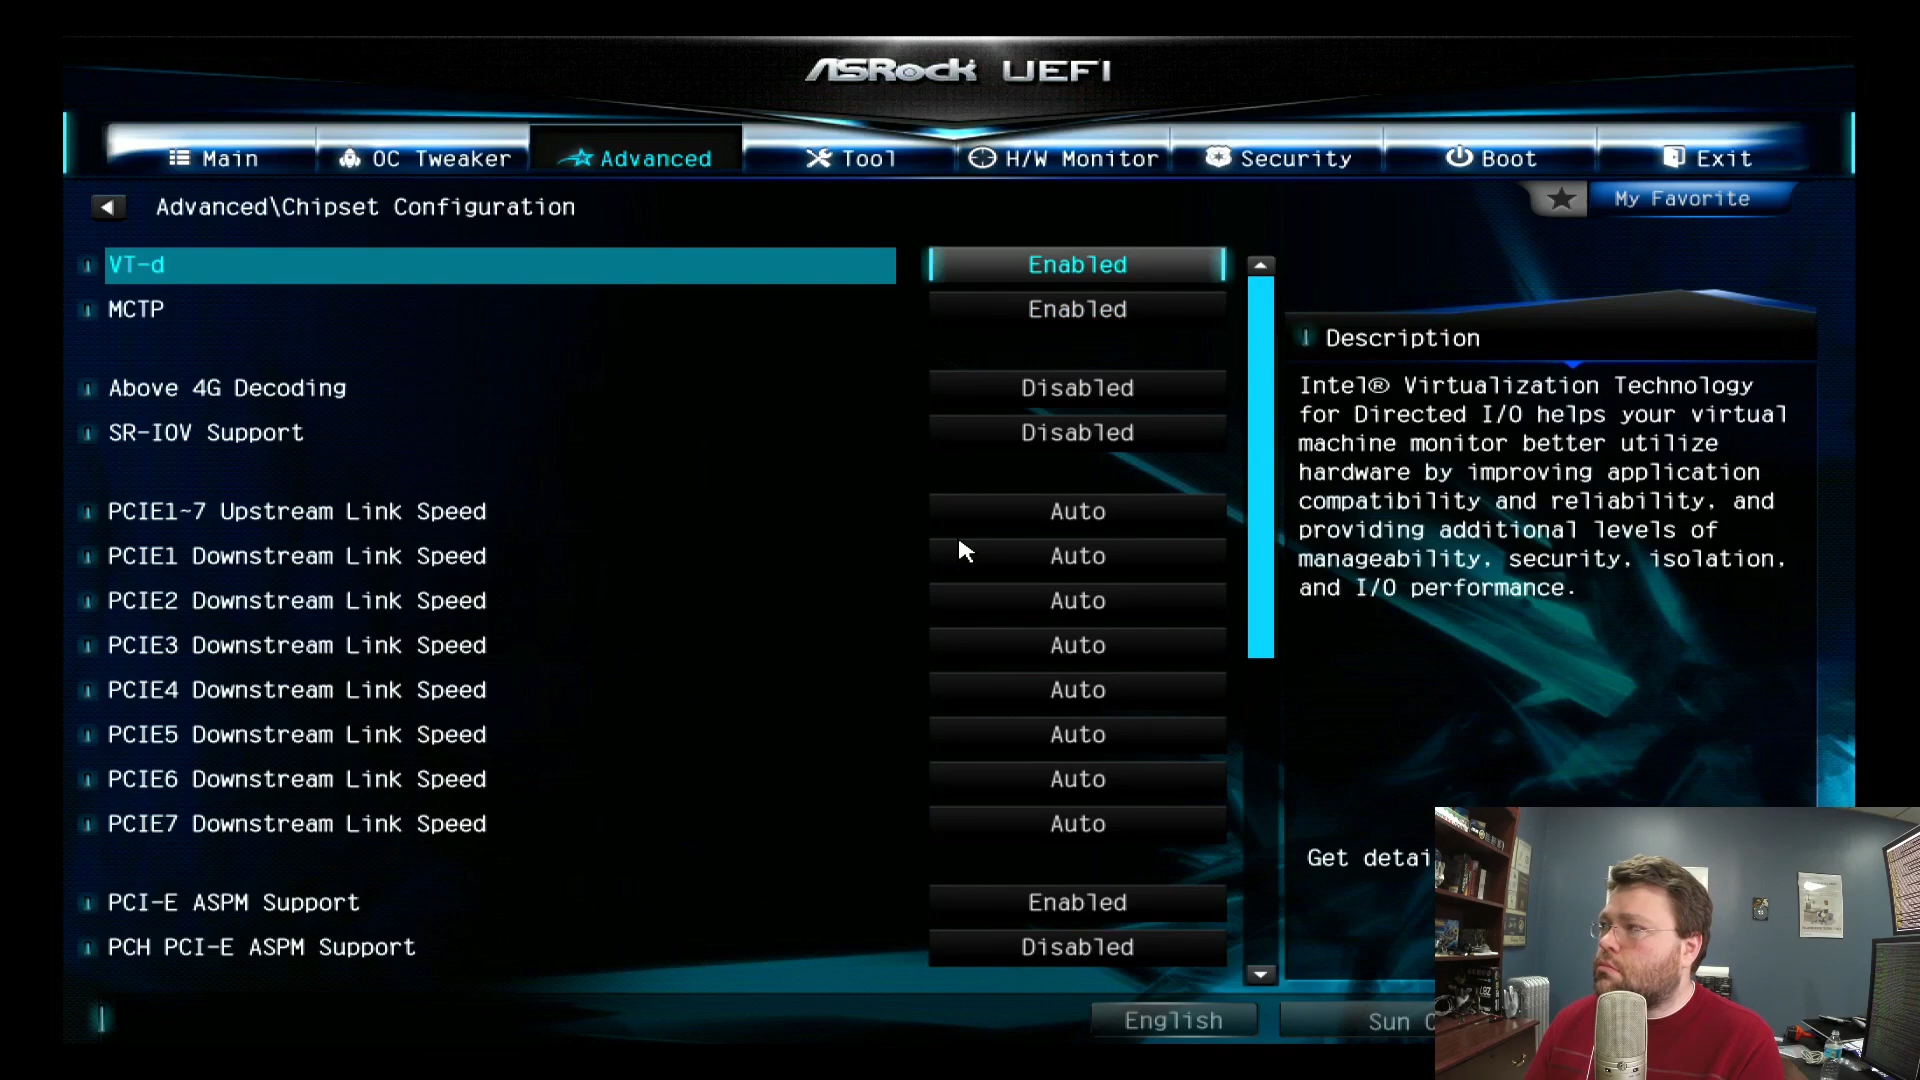 ASRock UEFI
Main
OC Tweaker
Advanced
Tool
H/W Monitor
Security
Boot
Exit
Advanced\Chipset Configuration
My Favorite
VT-d Enabled
MCTP Enabled
Above 4G Decoding Disabled
SR-IOV Support Disabled
PCIE1~7 Upstream Link Speed Auto
PCIE1 Downstream Link Speed Auto
PCIE2 Downstream Link Speed Auto
PCIE3 Downstream Link Speed Auto
PCIE4 Downstream Link Speed Auto
PCIE5 Downstream Link Speed Auto
PCIE6 Downstream Link Speed Auto
PCIE7 Downstream Link Speed Auto
PCI-E ASPM Support Enabled
PCH PCI-E ASPM Support Disabled
Description
Intel® Virtualization Technology
for Directed I/O helps your virtual
machine monitor better utilize
hardware by improving application
compatibility and reliability, and
providing additional levels of
manageability, security, isolation,
and I/O performance.
Get detai
English
Sun